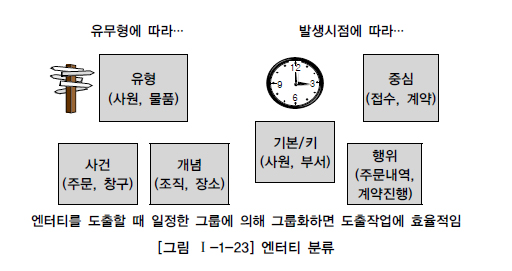 유무형에 따라…
발생시점에 따라…
유형
(사원, 물품)
12
9
3
6
중심
(접수, 계약)
사건
(주문, 창구)
개념
(조직, 장소)
기본/키
(사원, 부서)
행위
(주문내역,
계약진행)
엔터티를 도출할 때 일정한 그룹에 의해 그룹화하면 도출작업에 효율적임
[그림 Ⅰ-1-23] 엔터티 분류